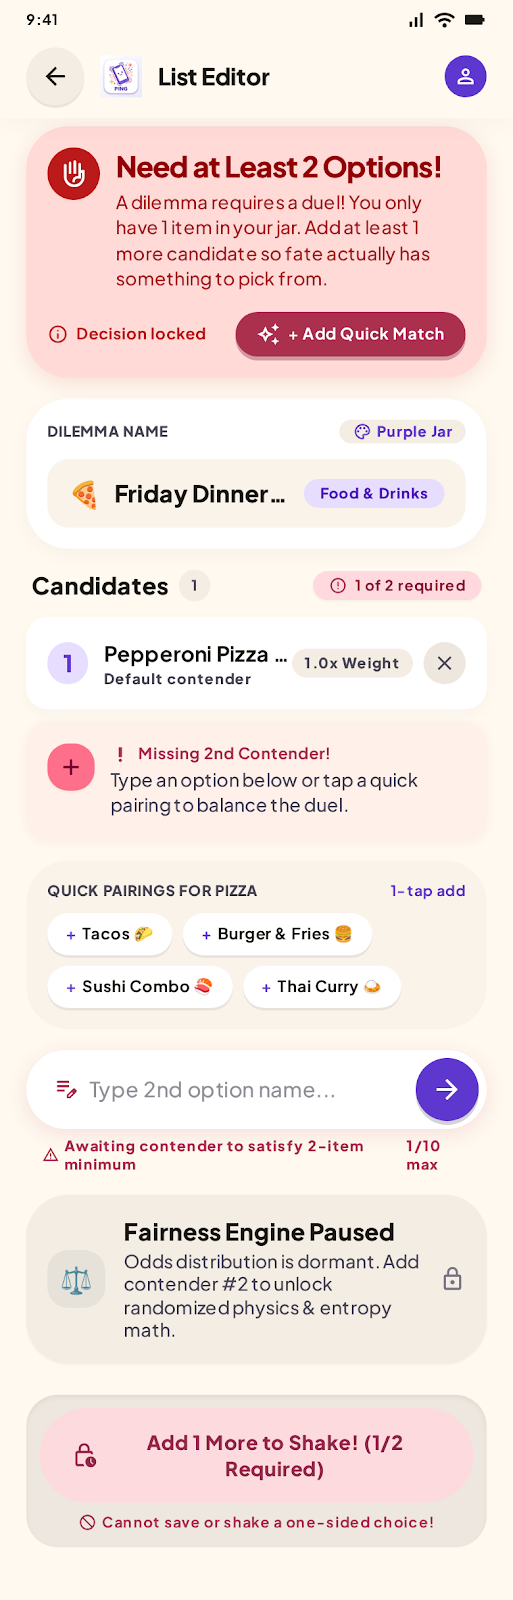 9:41
PING
List Editor
Need at Least 2 Options!
A dilemma requires a duel! You only
have 1 item in your jar. Add at least 1
more candidate so fate actually has
something to pick from.
Decision locked
+ Add Quick Match
DILEMMA NAME
Purple Jar
Friday Dinner...
Food & Drinks
Candidates
1
1 of 2 required
1
Pepperoni Pizza ...
1.0x Weight
Default contender
! Missing 2nd Contender!
Type an option below or tap a quick
pairing to balance the duel.
QUICK PAIRINGS FOR PIZZA
1-tap add
+ Tacos 🌮
+ Burger & Fries 🍔
+ Sushi Combo 🍣
+ Thai Curry 🍛
Type 2nd option name...
Awaiting contender to satisfy 2-item
minimum
1/10
max
Fairness Engine Paused
Odds distribution is dormant. Add
contender #2 to unlock
randomized physics & entropy
math.
Add 1 More to Shake! (1/2
Required)
Cannot save or shake a one-sided choice!